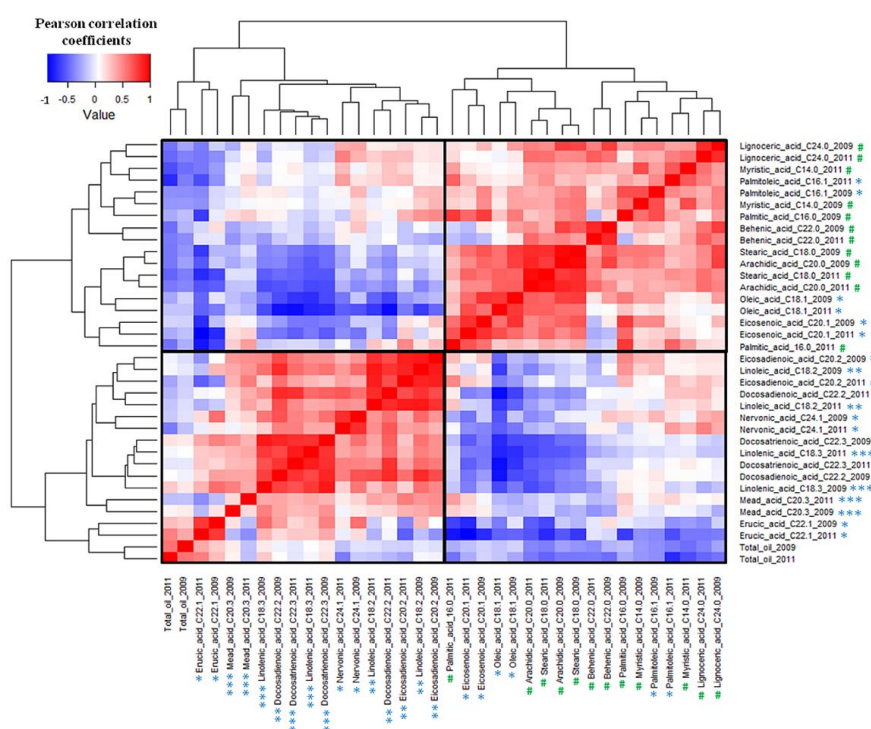 Pearson correlation
coefficients
-1 -0.5 0 0.5 1
Value
Lignoceric_acid_C24.0_2009 #
Lignoceric_acid_C24.0_2011 #
Myristic_acid_C14.0_2011 #
Palmitoleic_acid_C16.1_2011 *
Palmitoleic_acid_C16.1_2009 *
Myristic_acid_C14.0_2009 #
Palmitic_acid_C16.0_2009 #
Behenic_acid_C22.0_2009 #
Behenic_acid_C22.0_2011 #
Stearic_acid_C18.0_2009 #
Arachidic_acid_C20.0_2009 #
Stearic_acid_C18.0_2011 #
Arachidic_acid_C20.0_2011 #
Oleic_acid_C18.1_2009 *
Oleic_acid_C18.1_2011 *
Eicosenoic_acid_C20.1_2009 *
Eicosenoic_acid_C20.1_2011 *
Palmitic_acid_16.0_2011 #
Eicosadienoic_acid_C20.2_2009
Linoleic_acid_C18.2_2009 **
Eicosadienoic_acid_C20.2_2011
Docosadienoic_acid_C22.2_2011
Linoleic_acid_C18.2_2011 **
Nervonic_acid_C24.1_2009 *
Nervonic_acid_C24.1_2011 *
Docosatrienoic_acid_C22.3_2009
Linolenic_acid_C18.3_2011 ***
Docosatrienoic_acid_C22.3_2011
Docosadienoic_acid_C22.2_2009
Linolenic_acid_C18.3_2009 ***
Mead_acid_C20.3_2011 ***
Mead_acid_C20.3_2009 ***
Erucic_acid_C22.1_2009 *
Erucic_acid_C22.1_2011 *
Total_oil_2009
Total_oil_2011
Total_oil_2011
Total_oil_2009
* Erucic_acid_C22.1_2011
* Erucic_acid_C22.1_2009
*** Mead_acid_C20.3_2009
*** Mead_acid_C20.3_2011
*** Linolenic_acid_C18.3_2009
** Docosadienoic_acid_C22.2_2009
*** Docosatrienoic_acid_C22.3_2011
*** Linolenic_acid_C18.3_2011
*** Docosatrienoic_acid_C22.3_2009
* Nervonic_acid_C24.1_2011
* Nervonic_acid_C24.1_2009
** Linoleic_acid_C18.2_2011
** Docosadienoic_acid_C22.2_2011
** Eicosadienoic_acid_C20.2_2011
** Linoleic_acid_C18.2_2009
** Eicosadienoic_acid_C20.2_2009
# Palmitic_acid_16.0_2011
* Eicosenoic_acid_C20.1_2011
* Eicosenoic_acid_C20.1_2009
* Oleic_acid_C18.1_2011
* Oleic_acid_C18.1_2009
# Arachidic_acid_C20.0_2011
# Stearic_acid_C18.0_2011
# Arachidic_acid_C20.0_2009
# Stearic_acid_C18.0_2009
# Behenic_acid_C22.0_2011
# Behenic_acid_C22.0_2009
# Palmitic_acid_C16.0_2009
# Myristic_acid_C14.0_2009
* Palmitoleic_acid_C16.1_2009
* Palmitoleic_acid_C16.1_2011
# Myristic_acid_C14.0_2011
# Lignoceric_acid_C24.0_2011
# Lignoceric_acid_C24.0_2009